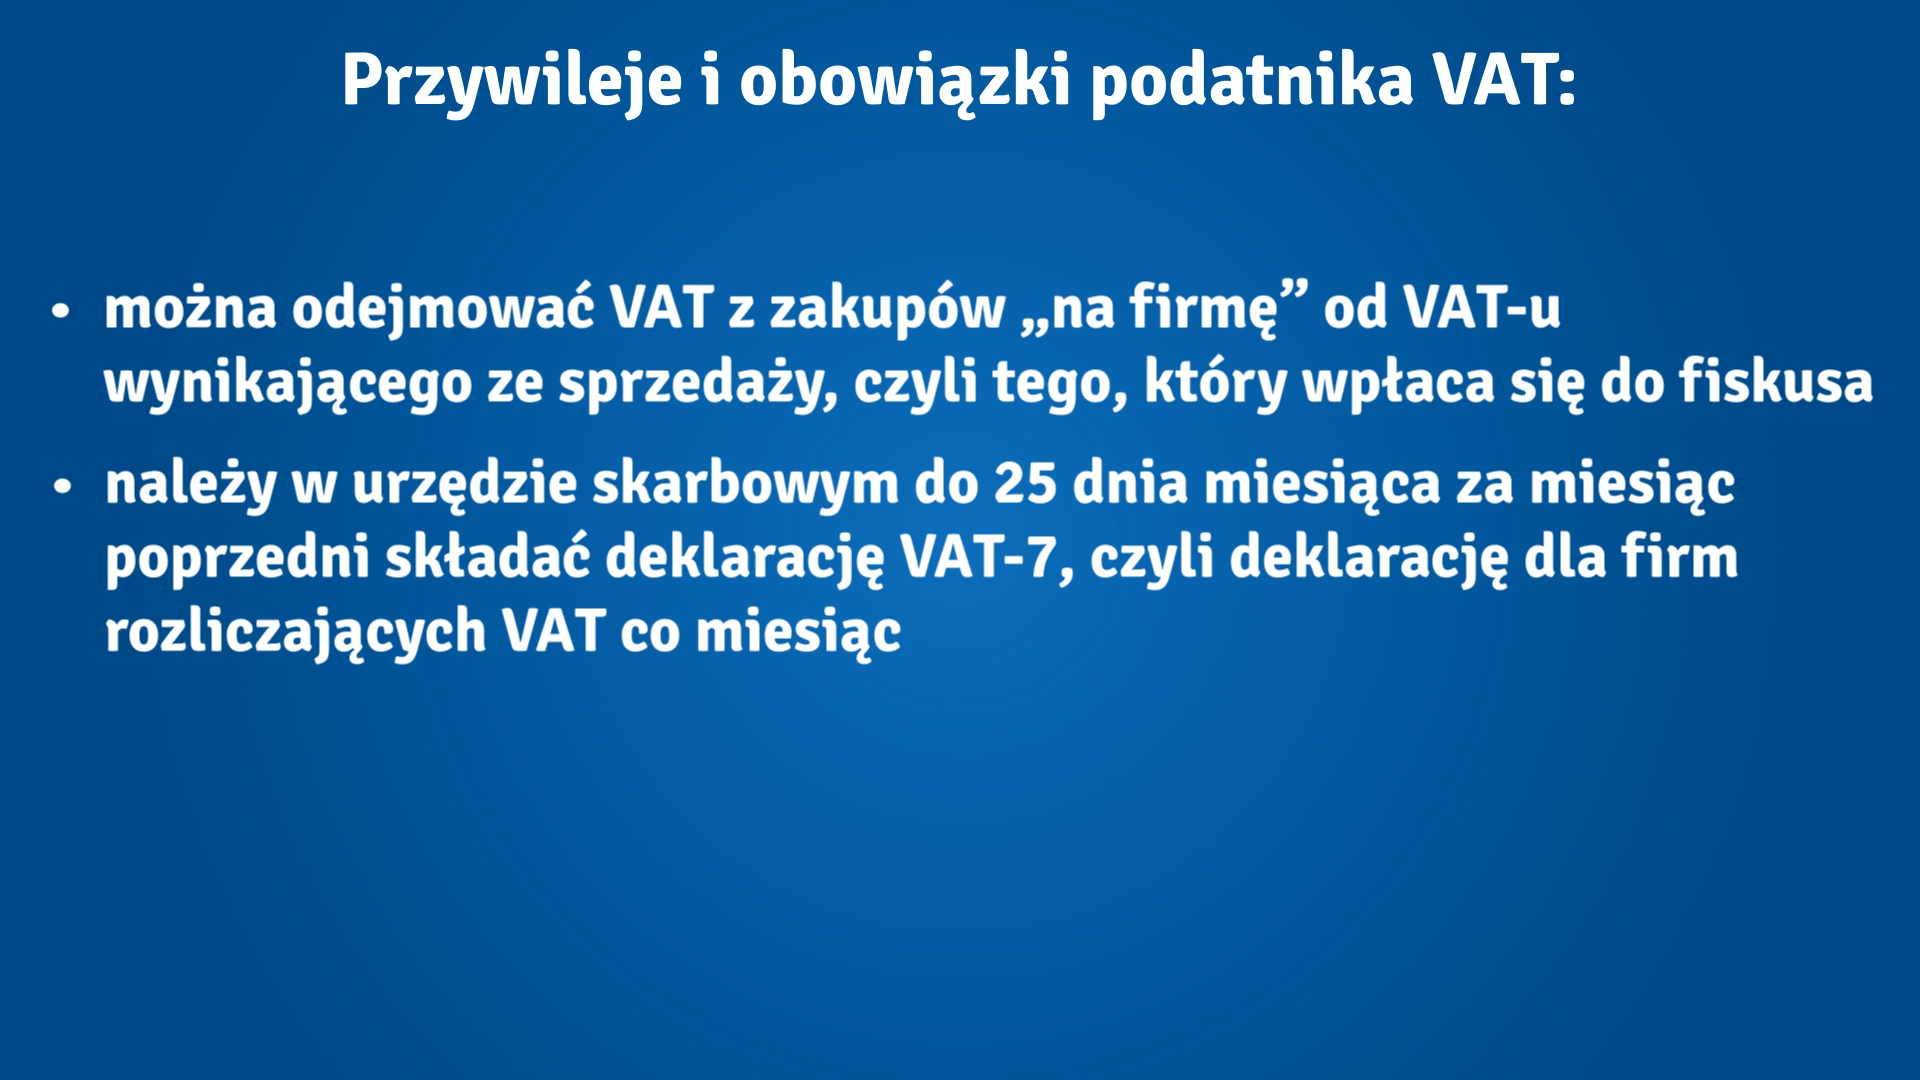 Przywileje i obowiązki podatnika VAT:
• można odejmować VAT z zakupów „na firmę” od VAT-u
wynikającego ze sprzedaży, czyli tego, który wpłaca się do fiskusa
• należy w urzędzie skarbowym do 25 dnia miesiąca za miesiąc
poprzedni składać deklarację VAT-7, czyli deklarację dla firm
rozliczających VAT co miesiąc